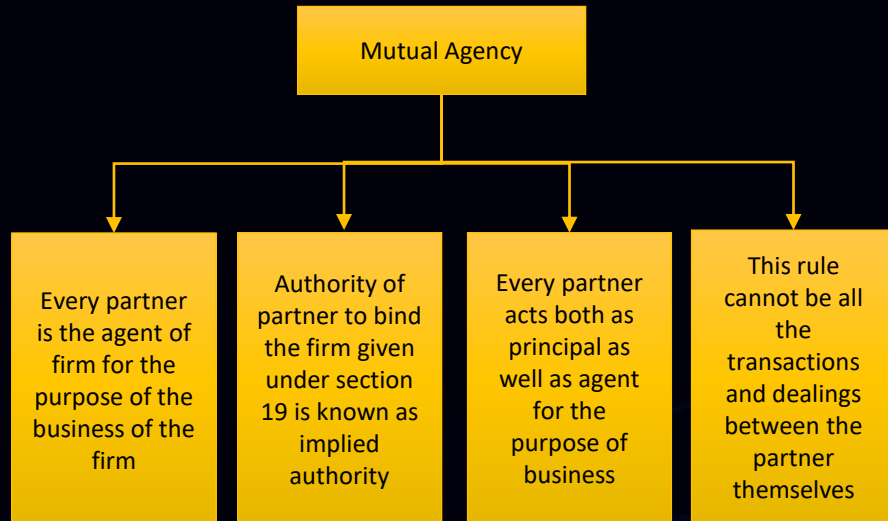 Mutual Agency
Every partner
is the agent of
firm for the
purpose of the
business of the
firm
Authority of
partner to bind
the firm given
under section
19 is known as
implied
authority
Every partner
acts both as
principal as
well as agent
for the
purpose of
business
This rule
cannot be all
the
transactions
and dealings
between the
partner
themselves